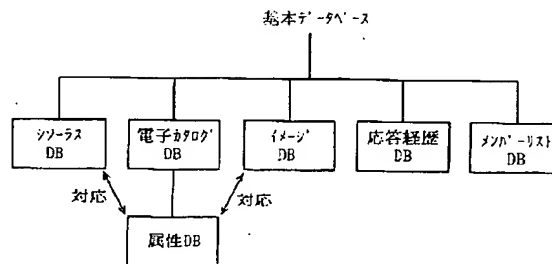 基本ﾃﾞｰﾀﾍﾞｰｽ
ｼｿｰﾗｽ
DB
電子ｶﾀﾛｸﾞ
DB
ｲﾒｰｼﾞ
DB
応答経歴
DB
ﾒﾝﾊﾞｰﾘｽﾄ
DB
対応
対応
属性DB